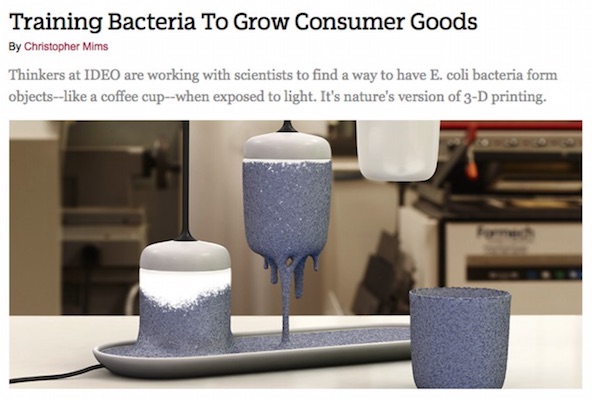 Training Bacteria To Grow Consumer Goods
By Christopher Mims
Thinkers at IDEO are working with scientists to find a way to have E. coli bacteria form
objects--like a coffee cup--when exposed to light. It's nature's version of 3-D printing.
Formech